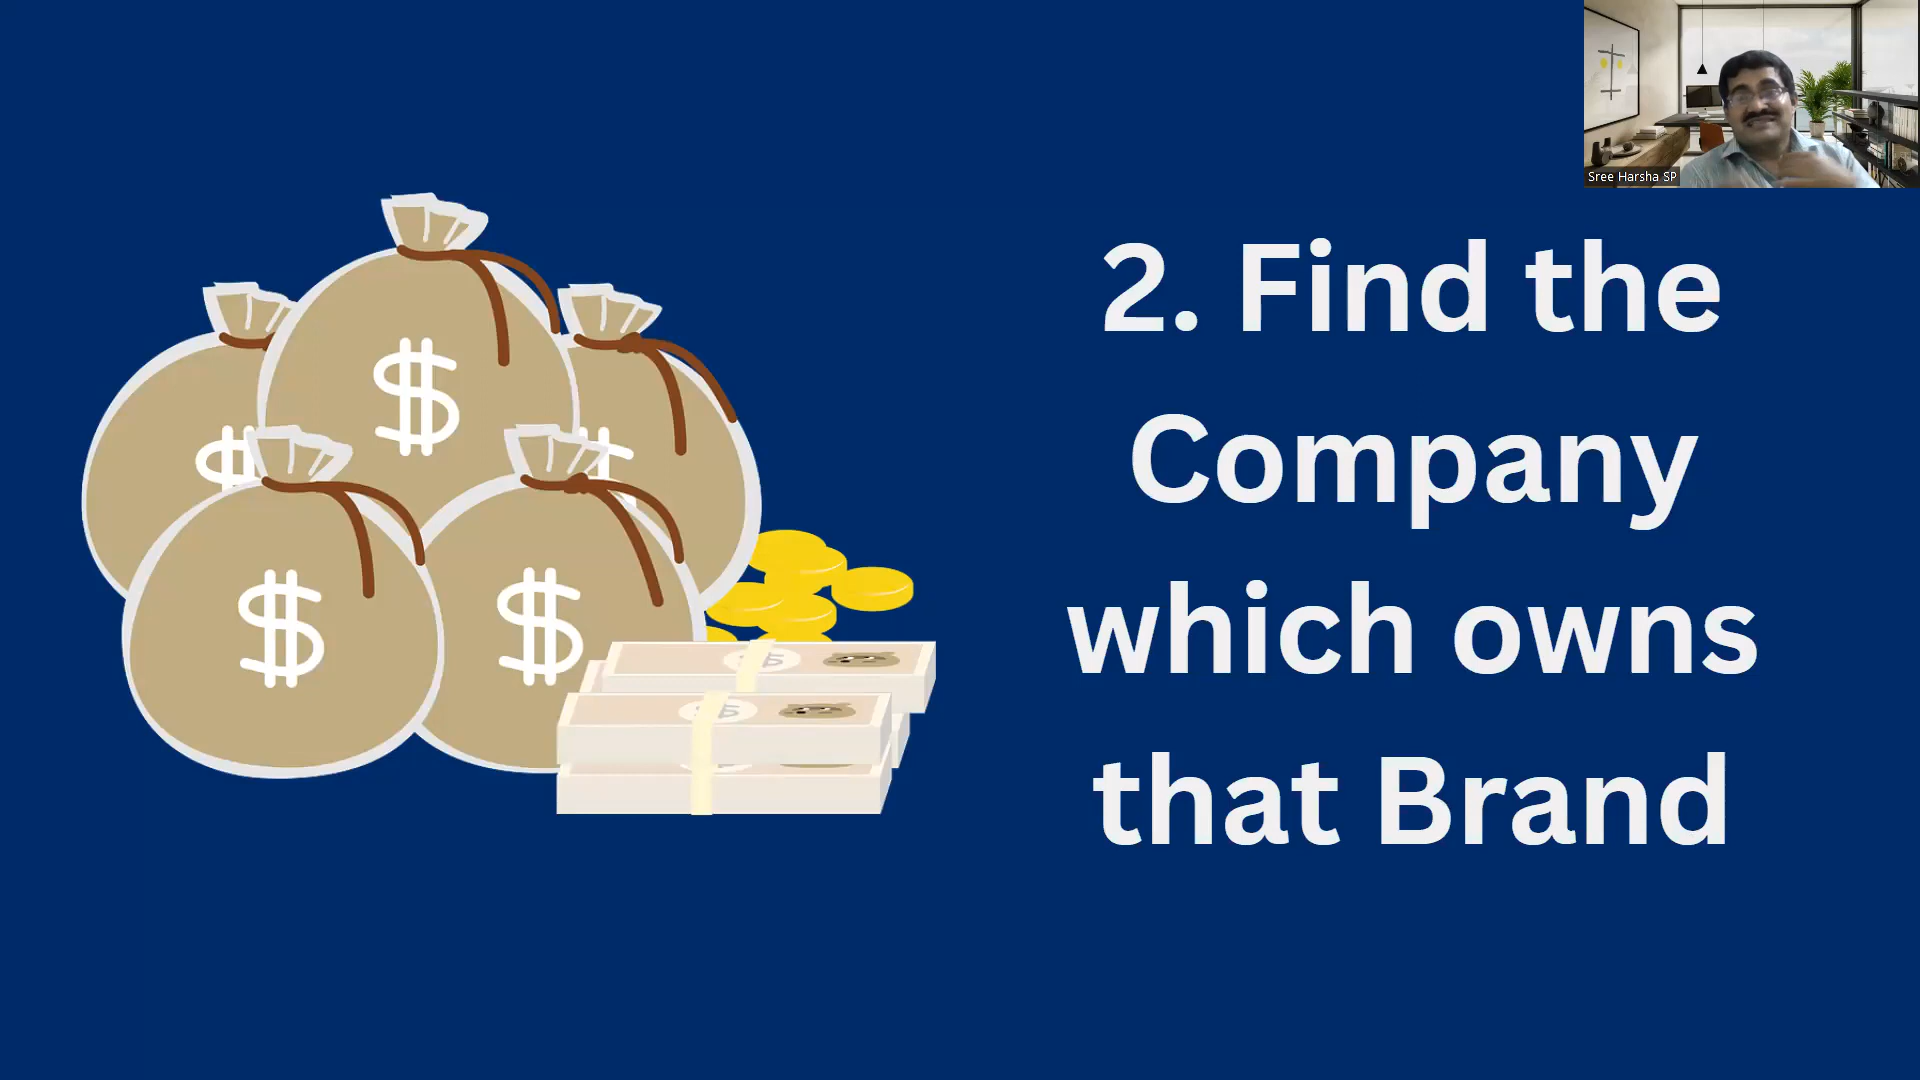 Sree Harsha SP
2. Find the
Company
which owns
that Brand
$
$
$
$
$